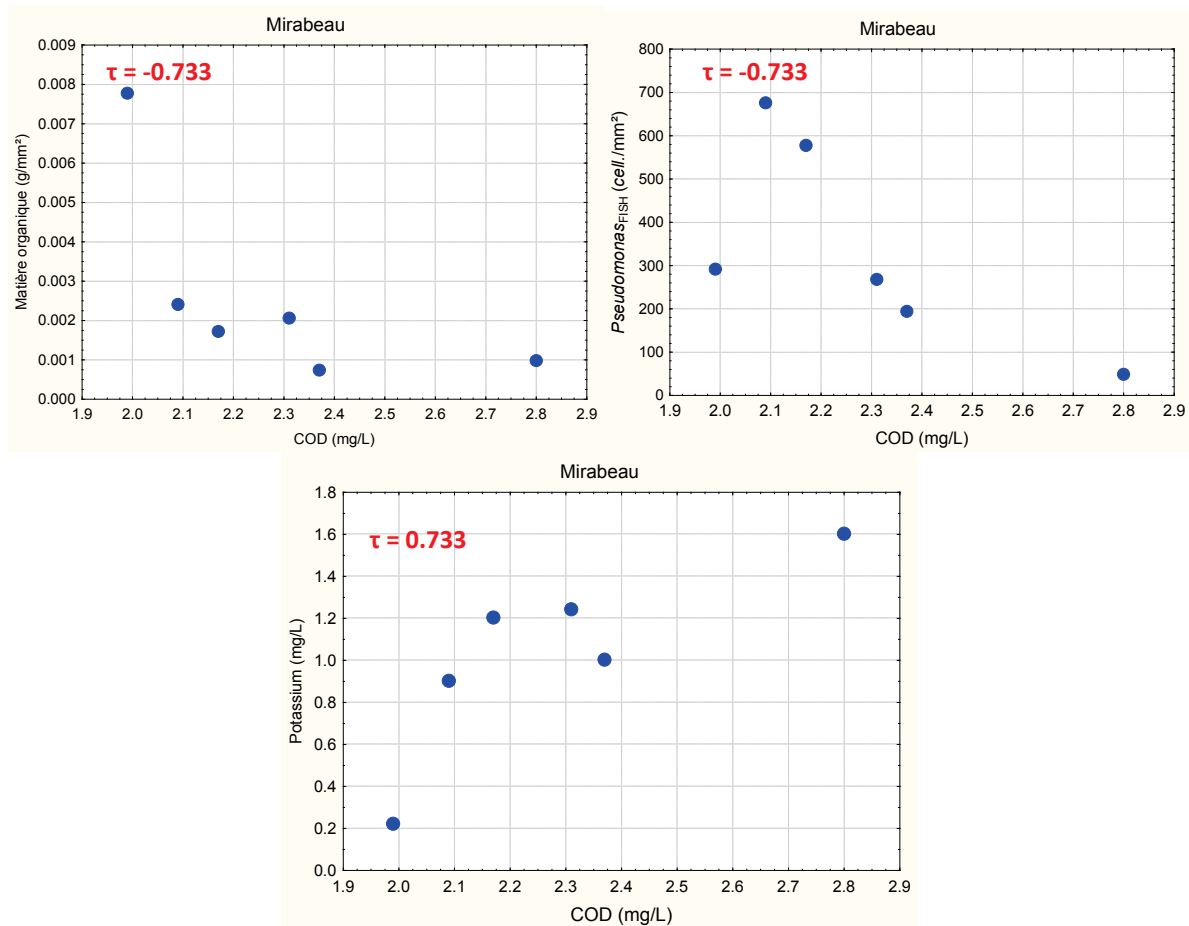 Mirabeau
τ = -0.733
Matière organique (g/mm²)
0.009
0.008
0.007
0.006
0.005
0.004
0.003
0.002
0.001
0.000
1.9 2.0 2.1 2.2 2.3 2.4 2.5 2.6 2.7 2.8 2.9
COD (mg/L)
Mirabeau
τ = -0.733
Pseudomonas FISH (cell./mm²)
800
700
600
500
400
300
200
100
0
1.9 2.0 2.1 2.2 2.3 2.4 2.5 2.6 2.7 2.8 2.9
COD (mg/L)
Mirabeau
τ = 0.733
Potassium (mg/L)
1.8
1.6
1.4
1.2
1.0
0.8
0.6
0.4
0.2
0.0
1.9 2.0 2.1 2.2 2.3 2.4 2.5 2.6 2.7 2.8 2.9
COD (mg/L)